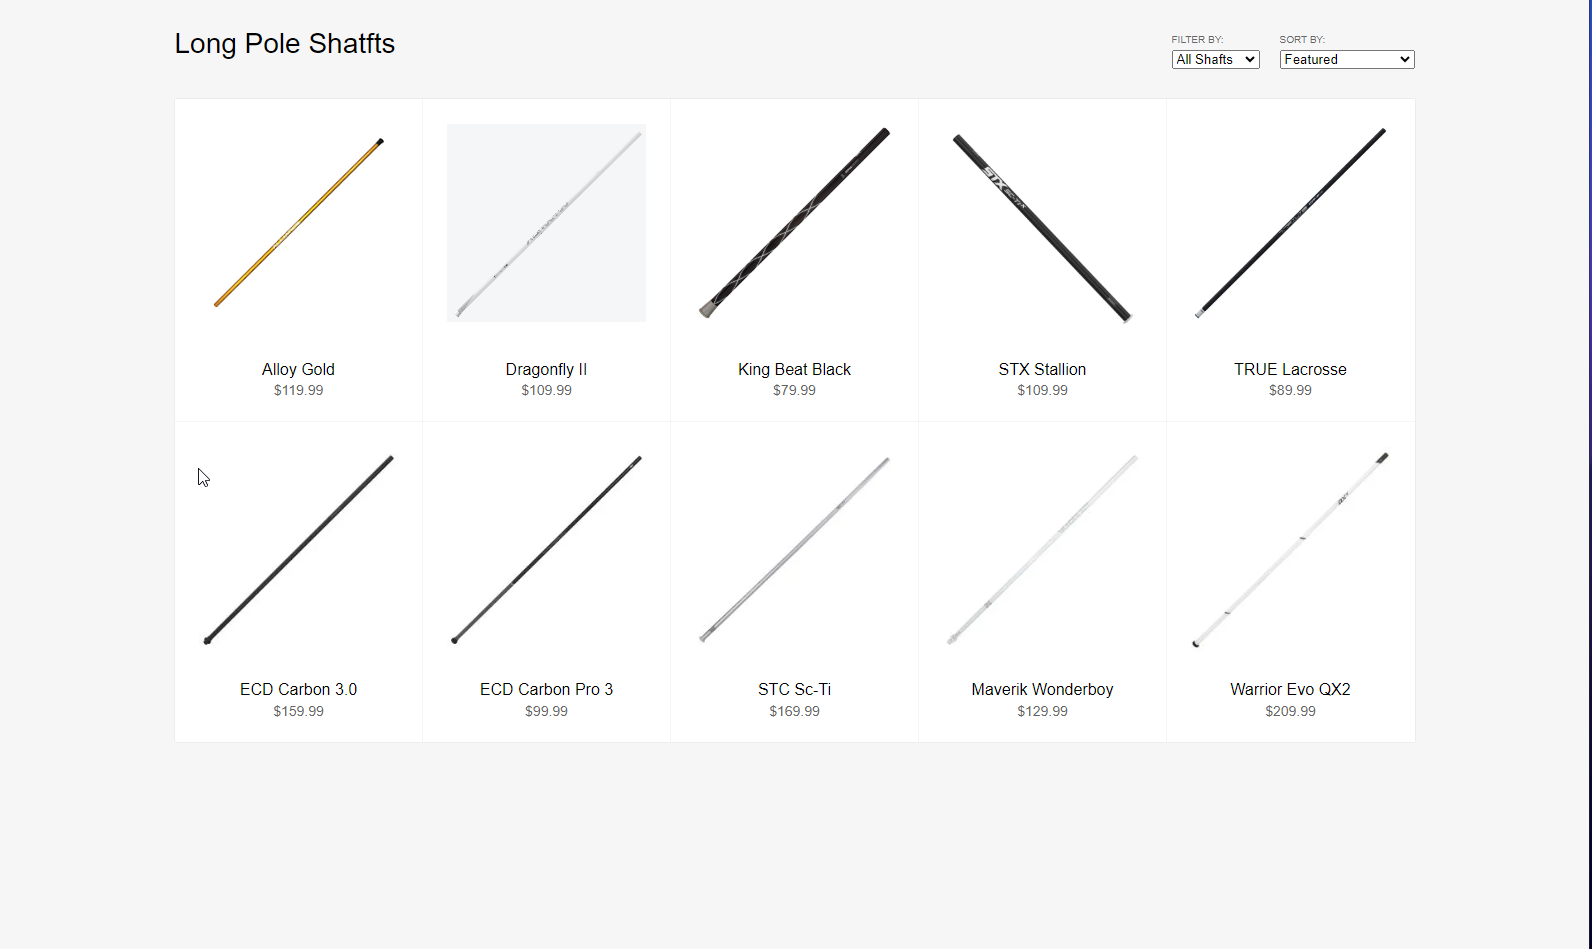 Long Pole Shatfts
FILTER BY:
All Shafts
SORT BY:
Featured
STX
Alloy Gold
$119.99
Dragonfly II
$109.99
King Beat Black
$79.99
STX Stallion
$109.99
TRUE Lacrosse
$89.99
ECD Carbon 3.0
$159.99
ECD Carbon Pro 3
$99.99
STC Sc-Ti
$169.99
Maverik Wonderboy
$129.99
Warrior Evo QX2
$209.99